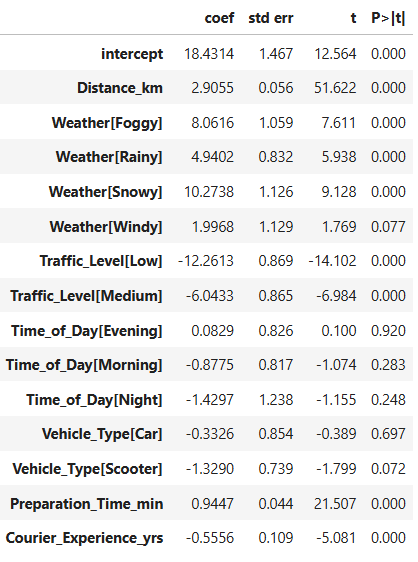 coef std err t P>|t|
intercept 18.4314 1.467 12.564 0.000
Distance_km 2.9055 0.056 51.622 0.000
Weather[Foggy] 8.0616 1.059 7.611 0.000
Weather[Rainy] 4.9402 0.832 5.938 0.000
Weather[Snowy] 10.2738 1.126 9.128 0.000
Weather[Windy] 1.9968 1.129 1.769 0.077
Traffic_Level[Low] -12.2613 0.869 -14.102 0.000
Traffic_Level[Medium] -6.0433 0.865 -6.984 0.000
Time_of_Day[Evening] 0.0829 0.826 0.100 0.920
Time_of_Day[Morning] -0.8775 0.817 -1.074 0.283
Time_of_Day[Night] -1.4297 1.238 -1.155 0.248
Vehicle_Type[Car] -0.3326 0.854 -0.389 0.697
Vehicle_Type[Scooter] -1.3290 0.739 -1.799 0.072
Preparation_Time_min 0.9447 0.044 21.507 0.000
Courier_Experience_yrs -0.5556 0.109 -5.081 0.000